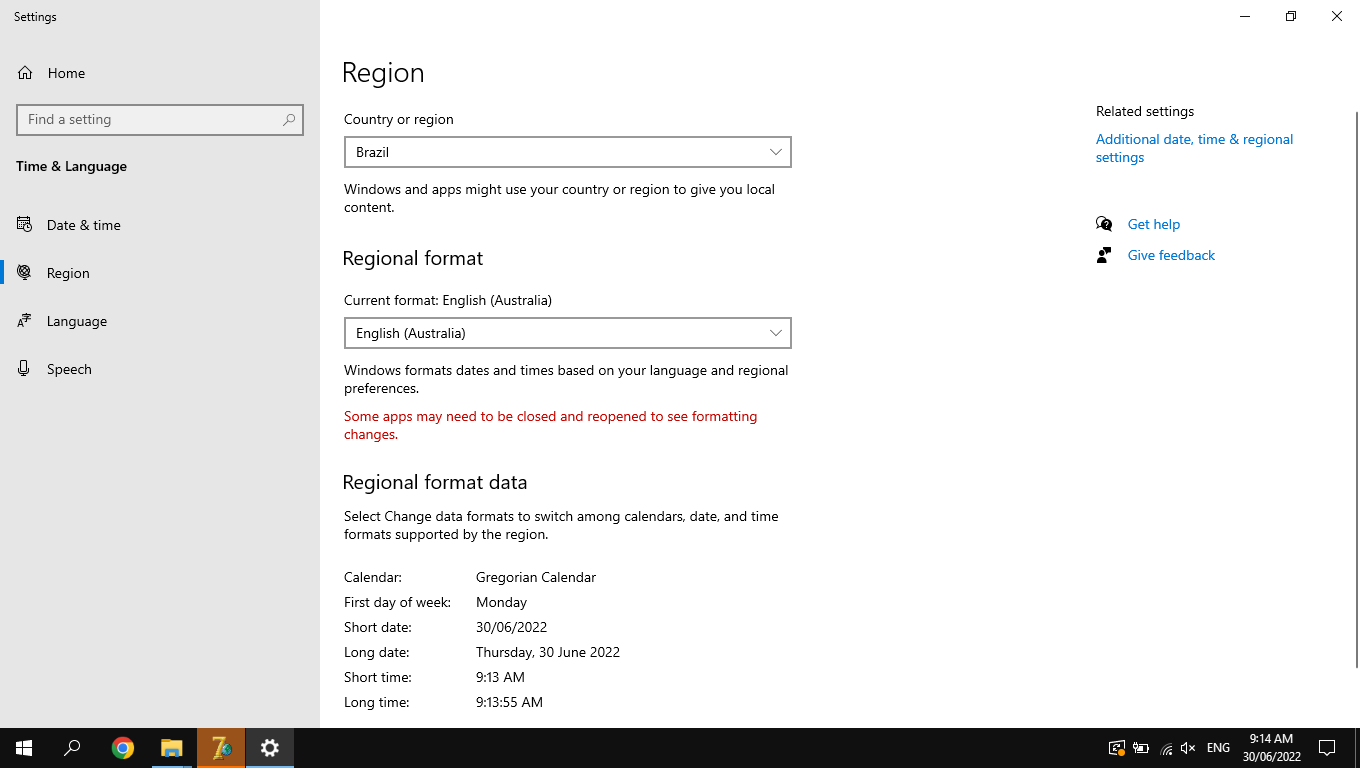 Settings
Home
Find a setting
Time & Language
Date & time
Region
Language
Speech
Region
Country or region
Brazil
Windows and apps might use your country or region to give you local
content.
Regional format
Current format: English (Australia)
English (Australia)
Windows formats dates and times based on your language and regional
preferences.
Some apps may need to be closed and reopened to see formatting
changes.
Regional format data
Select Change data formats to switch among calendars, date, and time
formats supported by the region.
Calendar: Gregorian Calendar
First day of week: Monday
Short date: 30/06/2022
Long date: Thursday, 30 June 2022
Short time: 9:13 AM
Long time: 9:13:55 AM
Related settings
Additional date, time & regional
settings
Get help
Give feedback
7
ENG
9:14 AM
30/06/2022